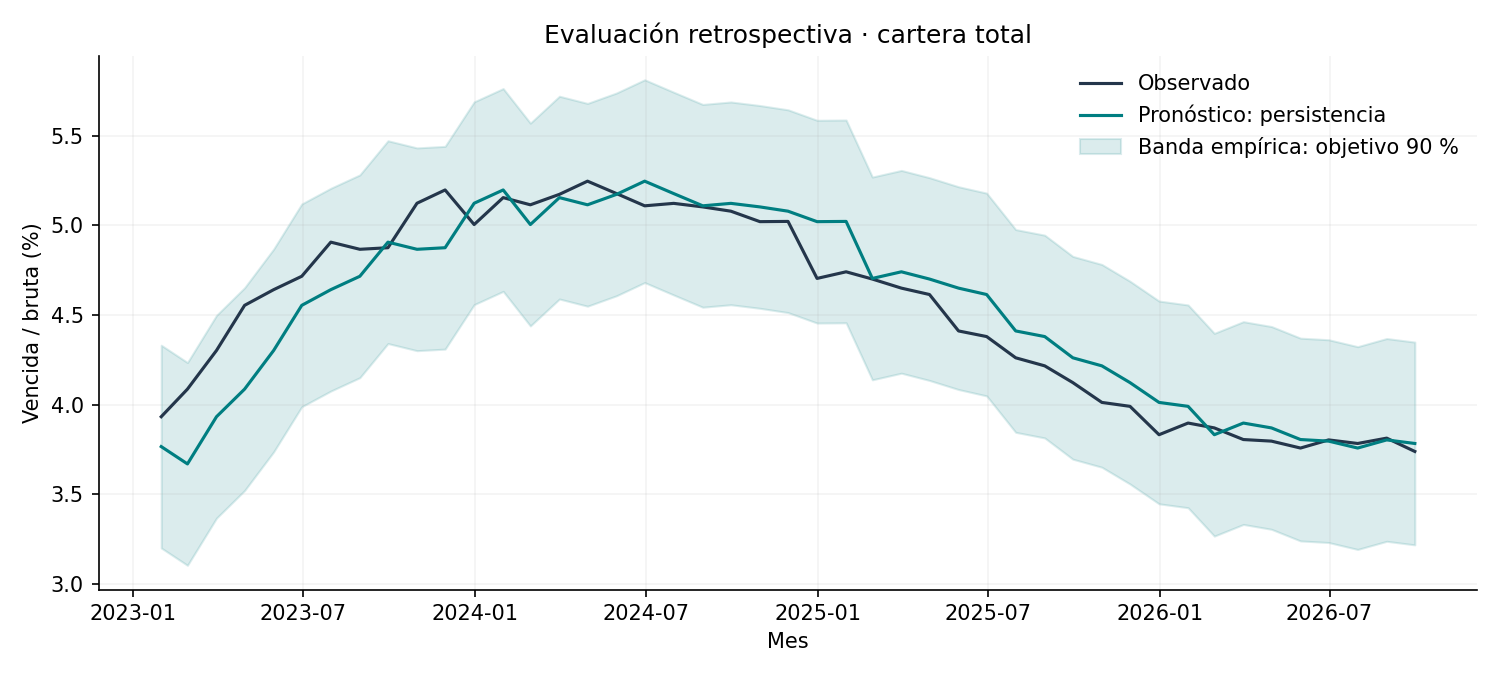 Evaluación retrospectiva · cartera total
Observado
Pronóstico: persistencia
Banda empírica: objetivo 90 %
Vencida / bruta (%)
5.5
5.0
4.5
4.0
3.5
3.0
2023-01 2023-07 2024-01 2024-07 2025-01 2025-07 2026-01 2026-07
Mes